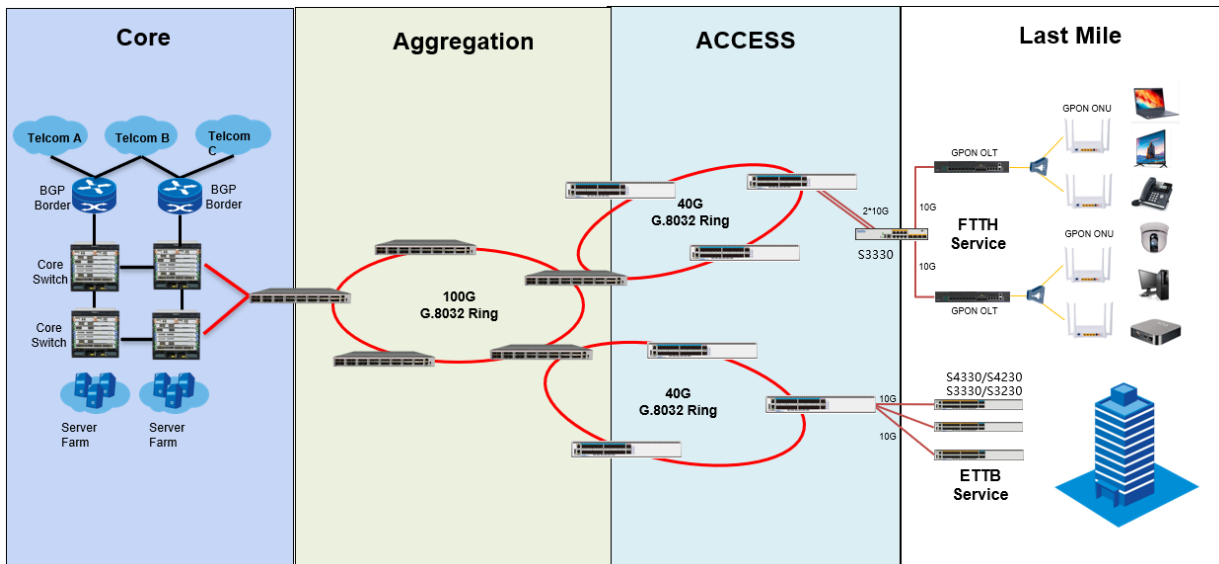 Core
Aggregation
ACCESS
Last Mile
Telcom A
Telcom B
Telcom
C
BGP
Border
BGP
Border
Core
Switch
Core
Switch
Server
Farm
Server
Farm
100G
G.8032 Ring
40G
G.8032 Ring
40G
G.8032 Ring
2*10G
S3330
10G
10G
GPON OLT
GPON ONU
FTTH
Service
GPON ONU
GPON OLT
S4330/S4230
S3330/S3230
10G
10G
ETTB
Service